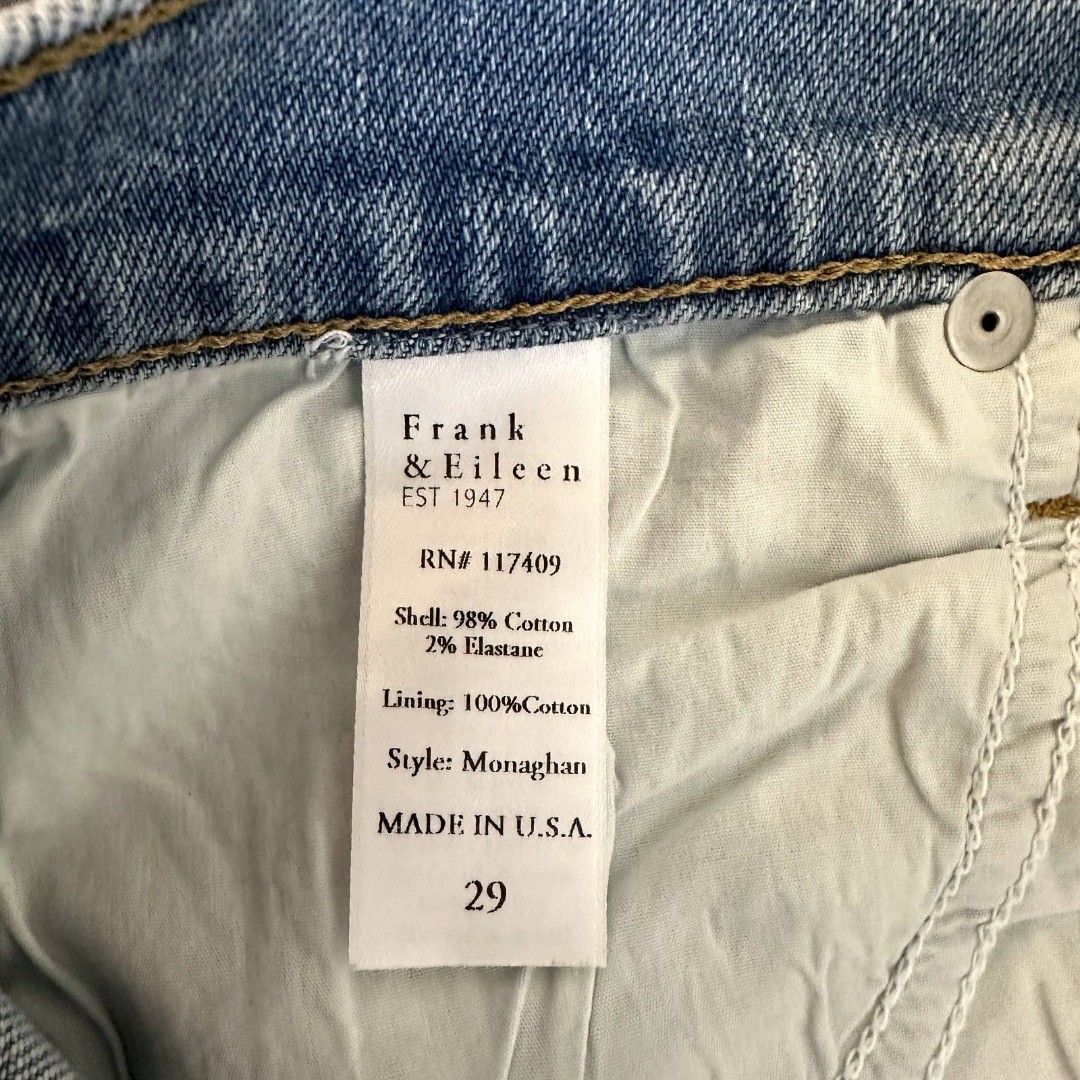 Frank
& Eileen
EST 1947
RN# 117409
Shell: 98% Cotton
2% Elastane
Lining: 100%Cotton
Style: Monaghan
MADE IN U.S.A.
29